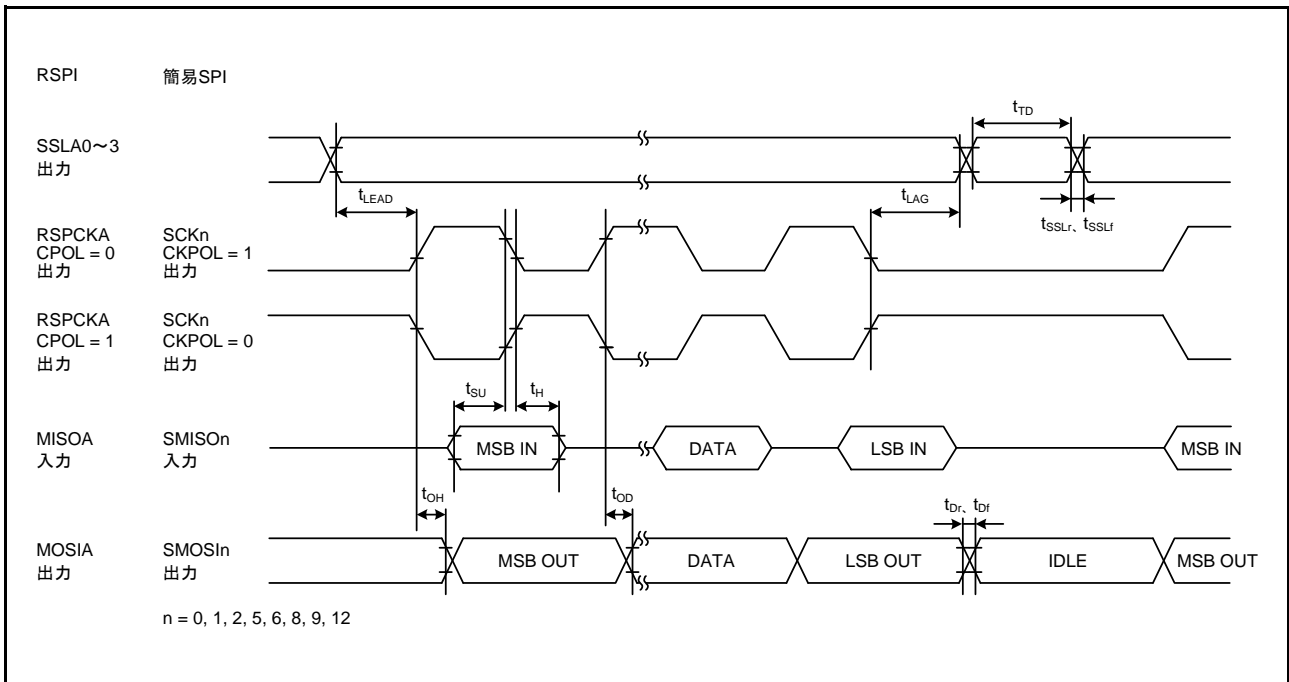 RSPI 簡易SPI
SSLA0～3
出力
tTD
tLEAD
tLAG
tSSLr、tSSLf
RSPCKA SCKn
CPOL = 0 CKPOL = 1
出力 出力
RSPCKA SCKn
CPOL = 1 CKPOL = 0
出力 出力
tSU tH
MISOA SMISOn
入力 入力
MSB IN DATA LSB IN MSB IN
tOH tOD tDr、tDf
MOSIA SMOSIn
出力 出力
MSB OUT DATA LSB OUT IDLE MSB OUT
n = 0, 1, 2, 5, 6, 8, 9, 12